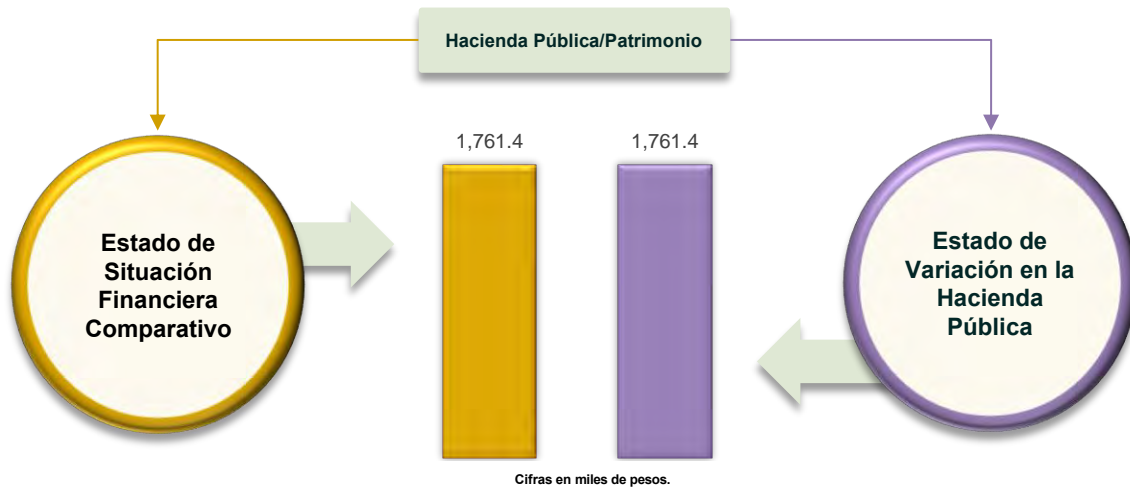 Hacienda Pública/Patrimonio
1,761.4
1,761.4
Estado de
Situación
Financiera
Comparativo
Estado de
Variación en la
Hacienda
Pública
Cifras en miles de pesos.